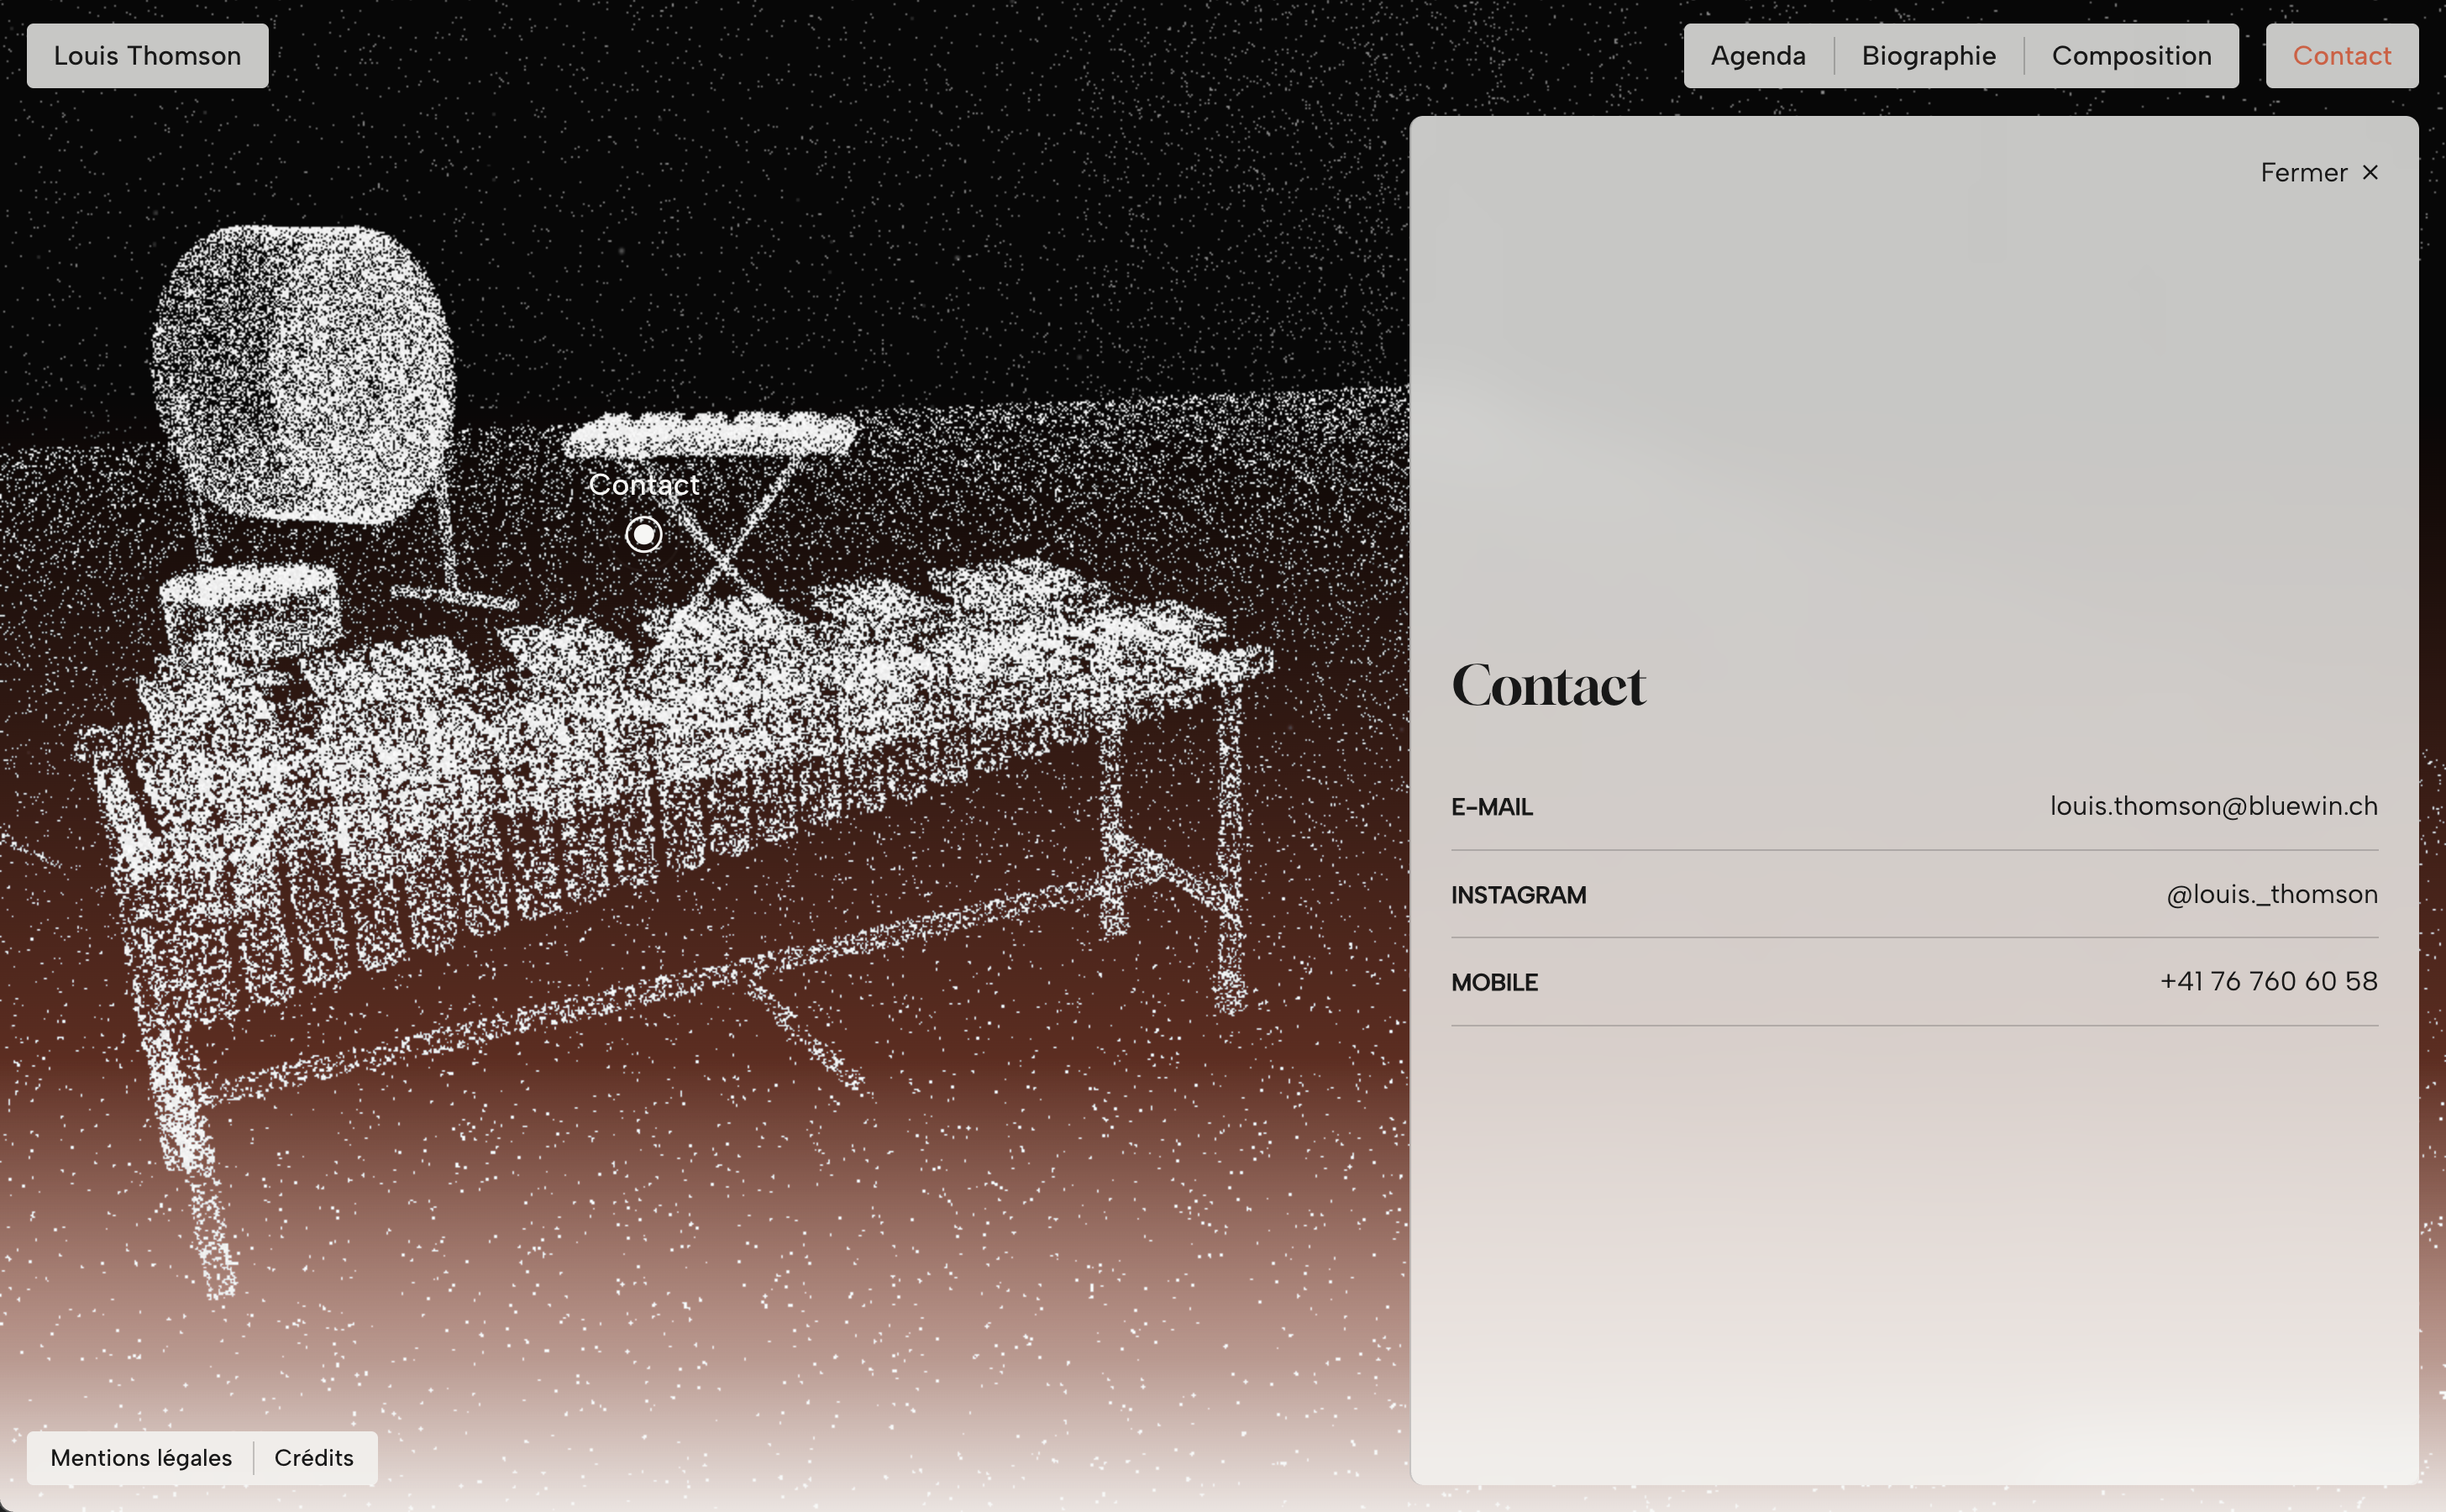 Louis Thomson
Agenda
Biographie
Composition
Contact
Fermer ×
Contact
Contact
E-MAIL louis.thomson@bluewin.ch
INSTAGRAM @louis._thomson
MOBILE +41 76 760 60 58
Mentions légales
Crédits